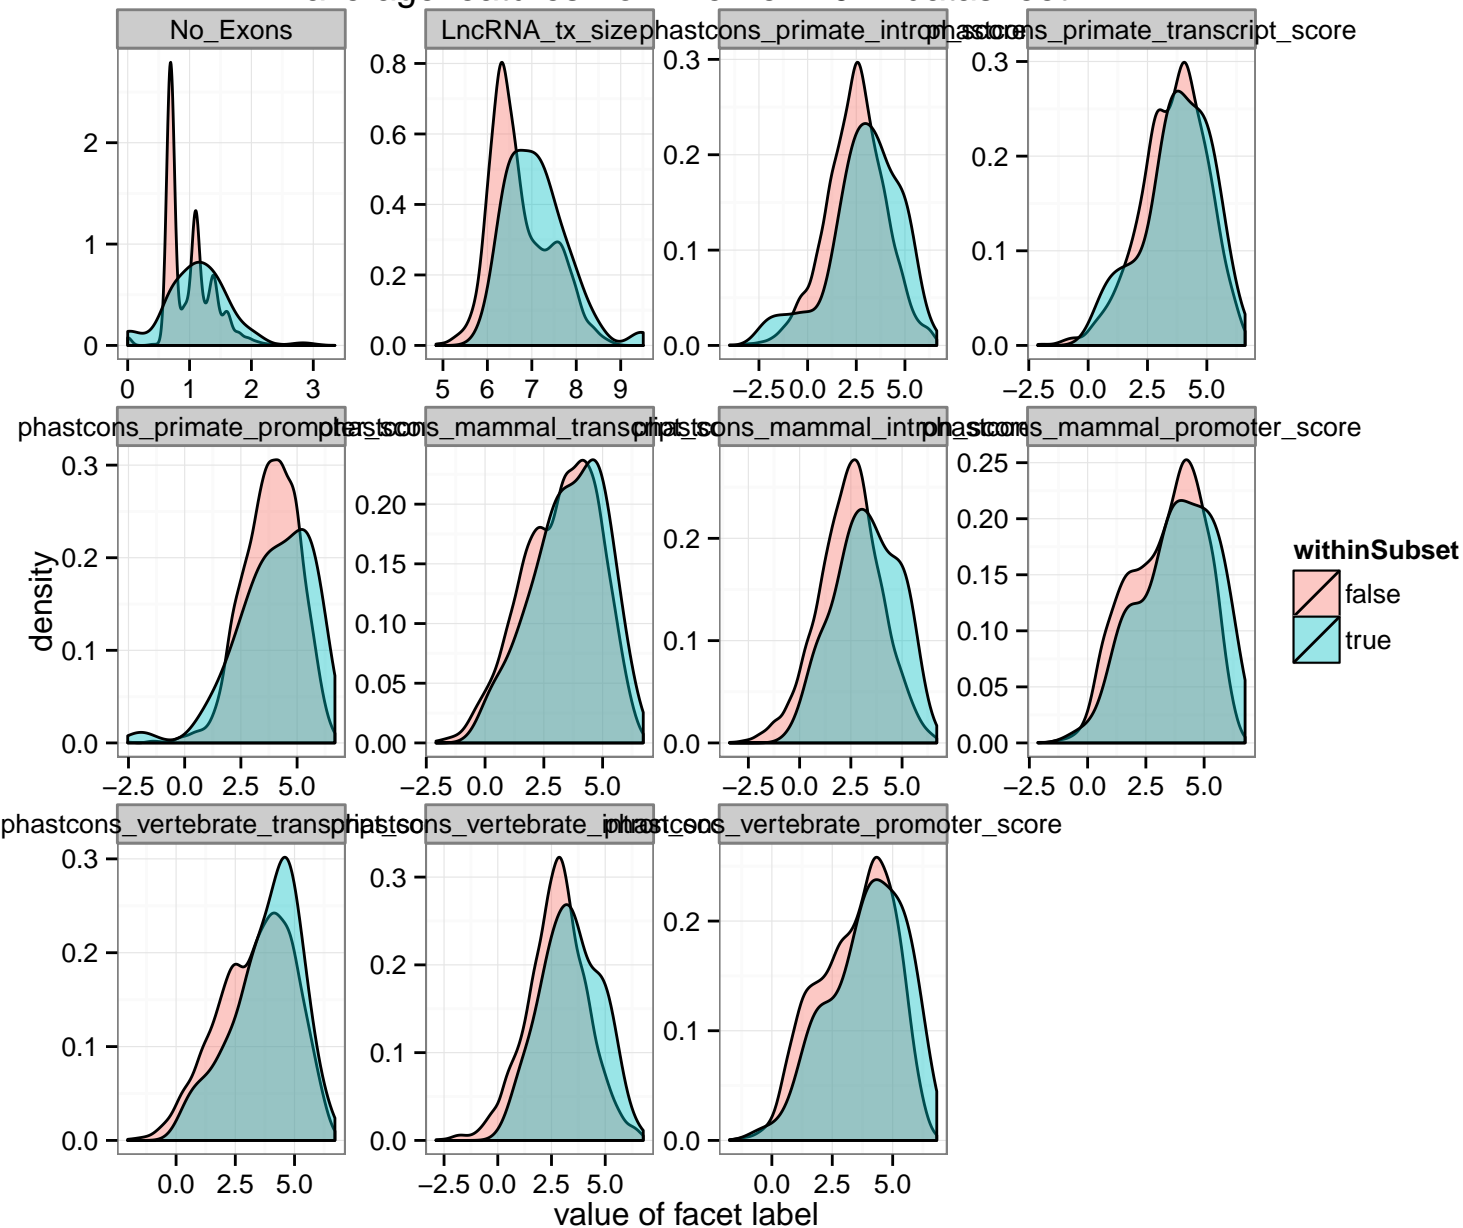 No_Exons
LncRNA_tx_size
phastcons_primate_intron_score
phastcons_primate_transcript_score
2
1
0
0 1 2 3
0.8
0.6
0.4
0.2
0.0
5 6 7 8 9
0.3
0.2
0.1
0.0
−2.5 0.0 2.5 5.0
0.3
0.2
0.1
0.0
−2.5 0.0 2.5 5.0
phastcons_primate_promoter_score
phastcons_mammal_transcript_score
phastcons_mammal_intron_score
phastcons_mammal_promoter_score
density
0.3
0.2
0.1
0.0
−2.5 0.0 2.5 5.0
0.20
0.15
0.10
0.05
0.00
−2.5 0.0 2.5 5.0
0.2
0.1
0.0
−2.5 0.0 2.5 5.0
0.25
0.20
0.15
0.10
0.05
0.00
−2.5 0.0 2.5 5.0
withinSubset
false
true
phastcons_vertebrate_transcript_score
phastcons_vertebrate_intron_score
phastcons_vertebrate_promoter_score
0.3
0.2
0.1
0.0
0.0 2.5 5.0
0.3
0.2
0.1
0.0
−2.5 0.0 2.5 5.0
0.2
0.1
0.0
0.0 2.5 5.0
value of facet label